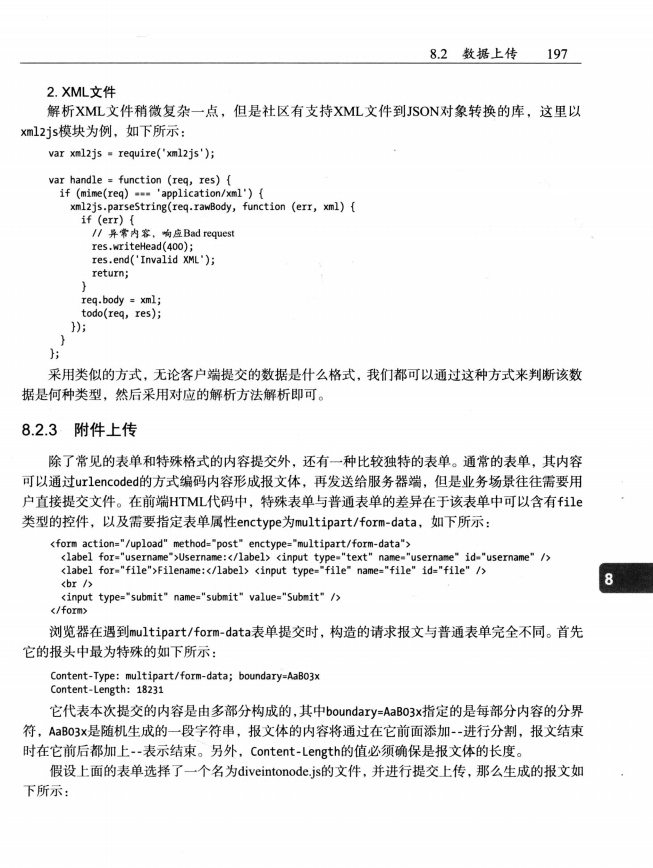 8.2 数据上传 197
2. XML文件
解析XML文件稍微复杂一点，但是社区有支持XML文件到JSON对象转换的库，这里以
xml2js模块为例，如下所示：
var xml2js = require('xml2js');
var handle = function (req, res) {
if (mime(req) === 'application/xml') {
xml2js.parseString(req.rawBody, function (err, xml) {
if (err) {
// 异常内容，响应Bad request
res.writeHead(400);
res.end('Invalid XML');
return;
}
req.body = xml;
todo(req, res);
});
}
};
采用类似的方式，无论客户端提交的数据是什么格式，我们都可以通过这种方式来判断该数
据是何种类型，然后采用对应的解析方法解析即可。
8.2.3 附件上传
除了常见的表单和特殊格式的内容提交外，还有一种比较独特的表单。通常的表单，其内容
可以通过urlencoded的方式编码内容形成报文体，再发送给服务器端，但是业务场景往往需要用
户直接提交文件。在前端HTML代码中，特殊表单与普通表单的差异在于该表单中可以含有file
类型的控件，以及需要指定表单属性enctype为multipart/form-data，如下所示：
<form action="/upload" method="post" enctype="multipart/form-data">
<label for="username">Username:</label> <input type="text" name="username" id="username" />
<label for="file">Filename:</label> <input type="file" name="file" id="file" />
<br />
<input type="submit" name="submit" value="Submit" />
</form>
8
浏览器在遇到multipart/form-data表单提交时，构造的请求报文与普通表单完全不同。首先
它的报头中最为特殊的如下所示：
Content-Type: multipart/form-data; boundary=AaB03x
Content-Length: 18231
它代表本次提交的内容是由多部分构成的，其中boundary=AaB03x指定的是每部分内容的分界
符，AaB03x是随机生成的一段字符串，报文体的内容将通过在它前面添加--进行分割，报文结束
时在它前后都加上--表示结束。另外，Content-Length的值必须确保是报文体的长度。
假设上面的表单选择了一个名为diveintonode.js的文件，并进行提交上传，那么生成的报文如
下所示：